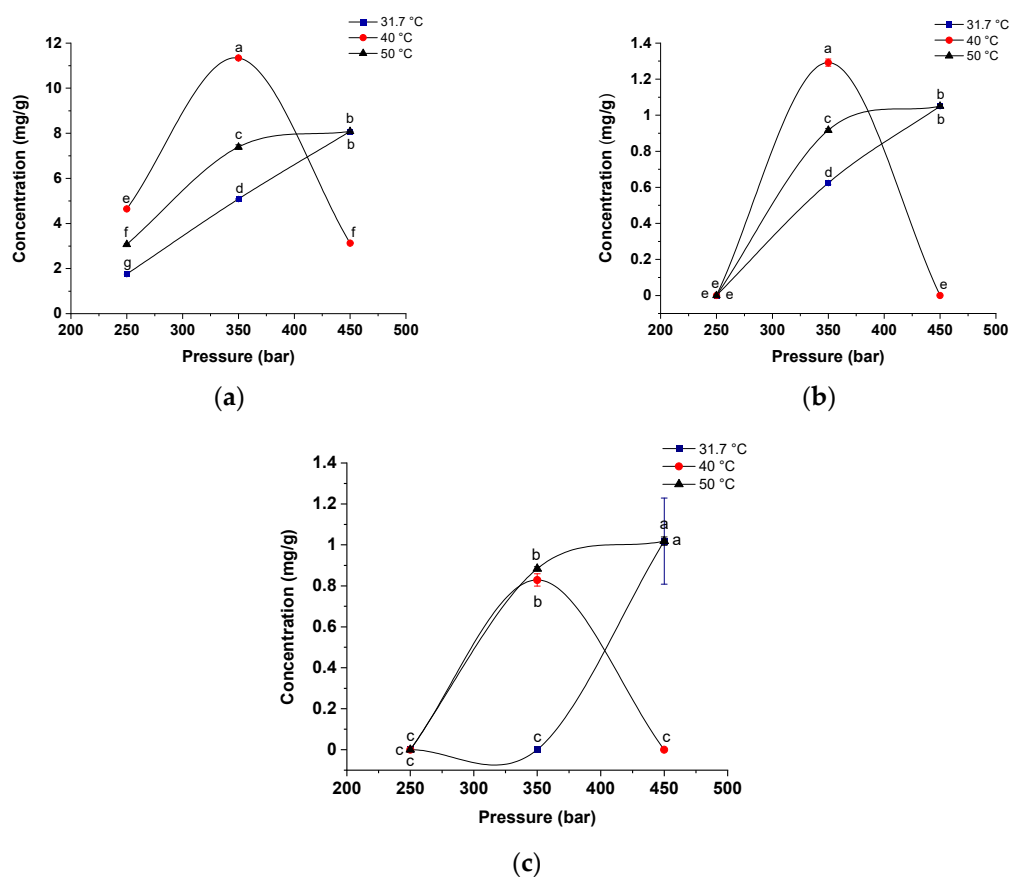 31.7 °C
40 °C
50 °C
12
10
8
6
4
2
0
Concentration (mg/g)
a
b
c
b
d
e
f
f
g
200 250 300 350 400 450 500
Pressure (bar)
(a)
31.7 °C
40 °C
50 °C
1.4
1.2
1
0.8
0.6
0.4
0.2
0
Concentration (mg/g)
a
b
b
c
d
e
e e
e
200 250 300 350 400 450 500
Pressure (bar)
(b)
31.7 °C
40 °C
50 °C
1.4
1.2
1
0.8
0.6
0.4
0.2
0
Concentration (mg/g)
a
a
b
b
c
c
c
c
c
200 250 300 350 400 450 500
Pressure (bar)
(c)